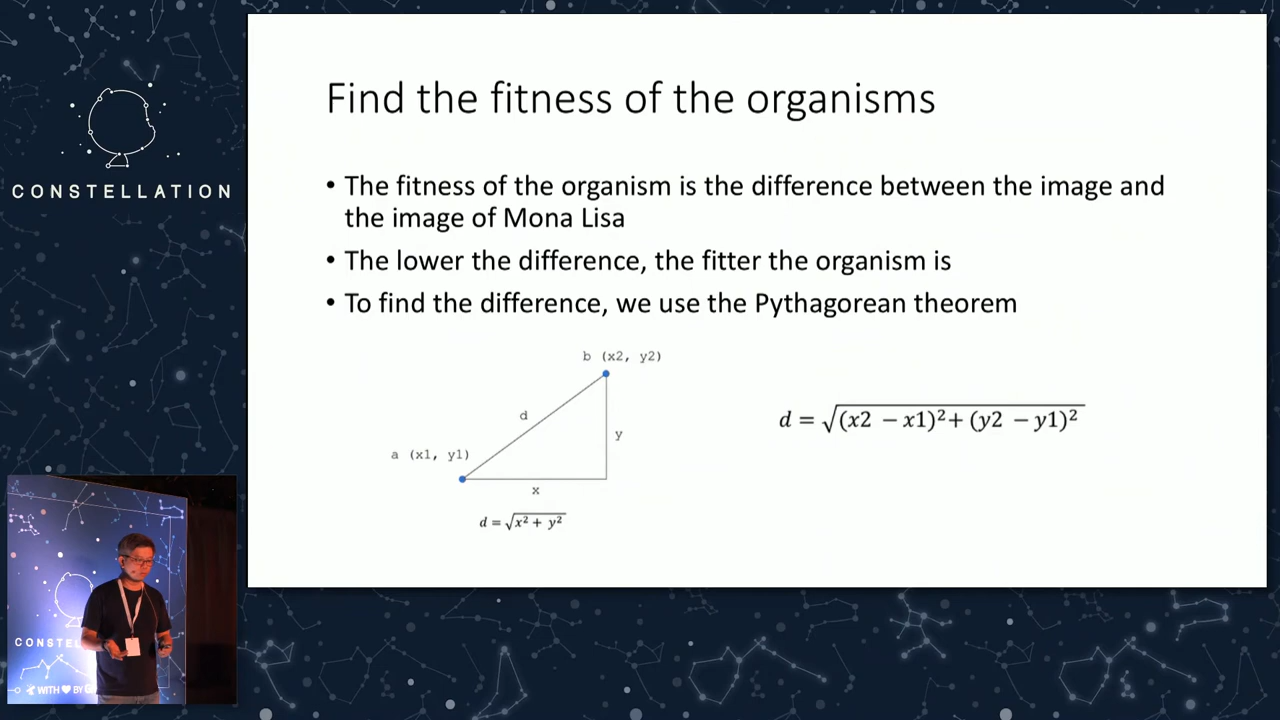 CONSTELLATION
Find the fitness of the organisms
• The fitness of the organism is the difference between the image and
the image of Mona Lisa
• The lower the difference, the fitter the organism is
• To find the difference, we use the Pythagorean theorem
b (x2, y2)
d
y
a (x1, y1)
x
d = √x² + y²
d = √(x2 − x1)²+ (y2 − y1)²
CONSTE
WITH ♥ BY